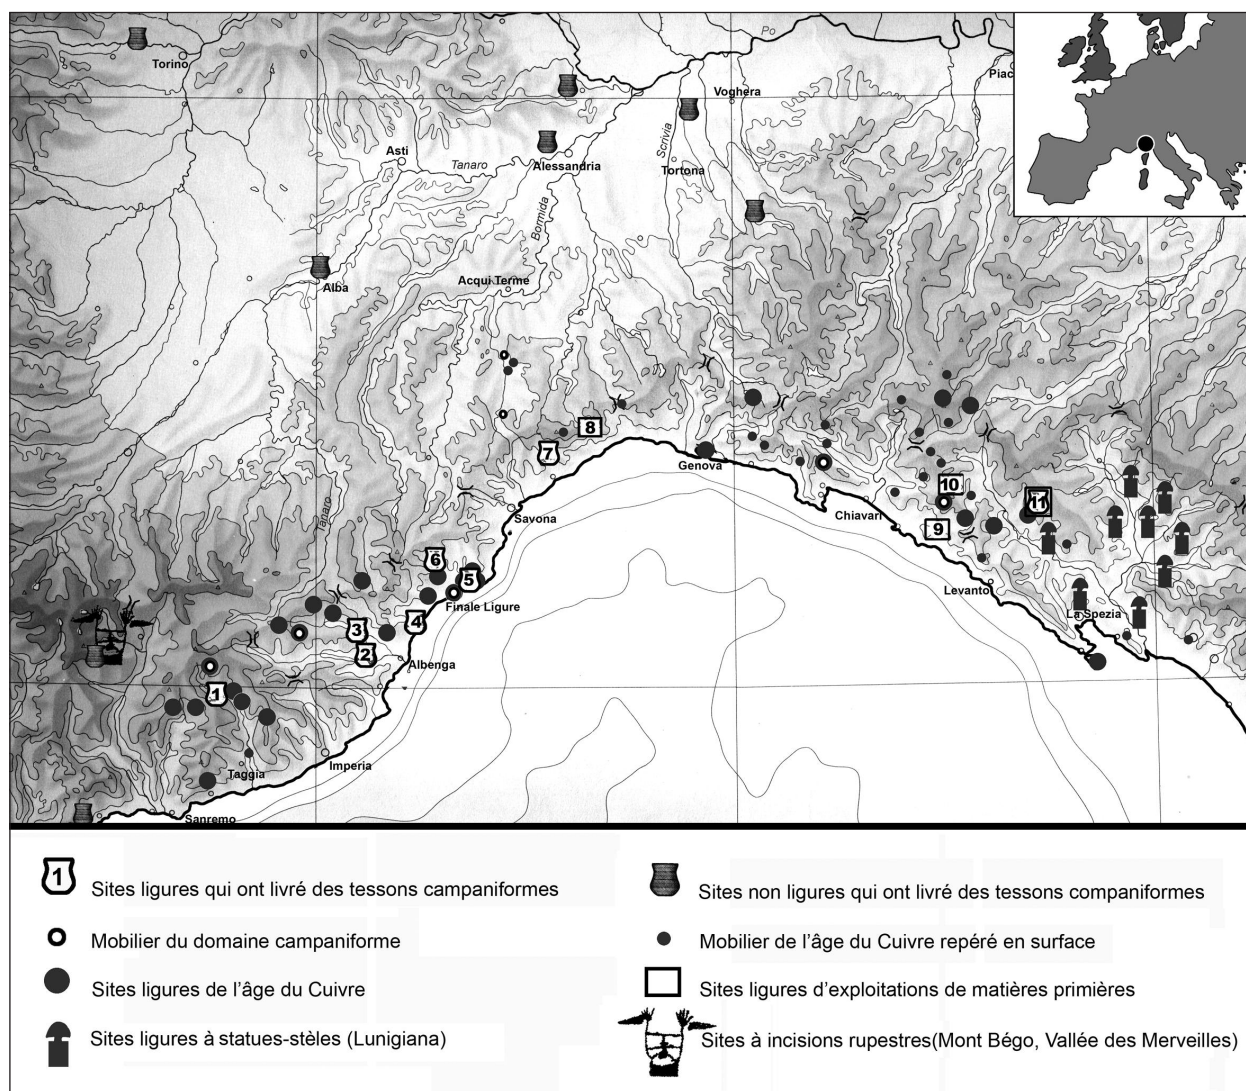 Po
Torino
Piac
Voghera
Scrivia
Asti
Tanaro
Alessandria
Tortona
Bormida
Acqui Terme
Alba
8
7
Genova
10
11
9
Chiavari
Tanaro
Savona
6
5
Finale Ligure
Levanto
La Spezia
4
3
2
Albenga
1
Imperia
Taggia
Sanremo
1 Sites ligures qui ont livré des tessons campaniformes
Mobilier du domaine campaniforme
Sites ligures de l'âge du Cuivre
Sites ligures à statues-stèles (Lunigiana)
Sites non ligures qui ont livré des tessons companiformes
Mobilier de l'âge du Cuivre repéré en surface
Sites ligures d'exploitations de matières primières
Sites à incisions rupestres(Mont Bégo, Vallée des Merveilles)